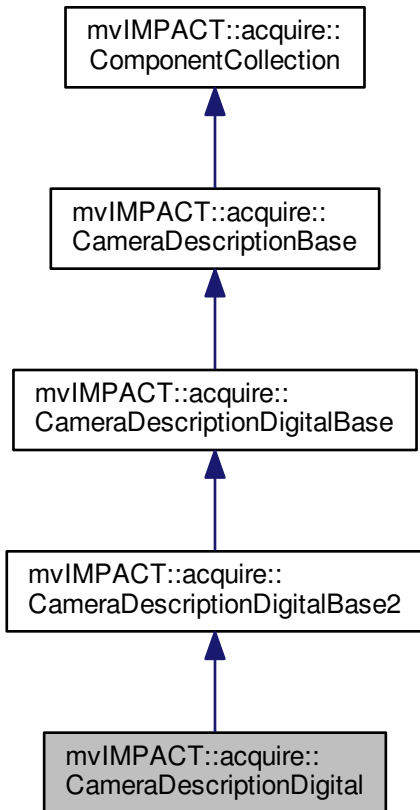 mvIMPACT::acquire::
ComponentCollection
mvIMPACT::acquire::
CameraDescriptionBase
mvIMPACT::acquire::
CameraDescriptionDigitalBase
mvIMPACT::acquire::
CameraDescriptionDigitalBase2
mvIMPACT::acquire::
CameraDescriptionDigital